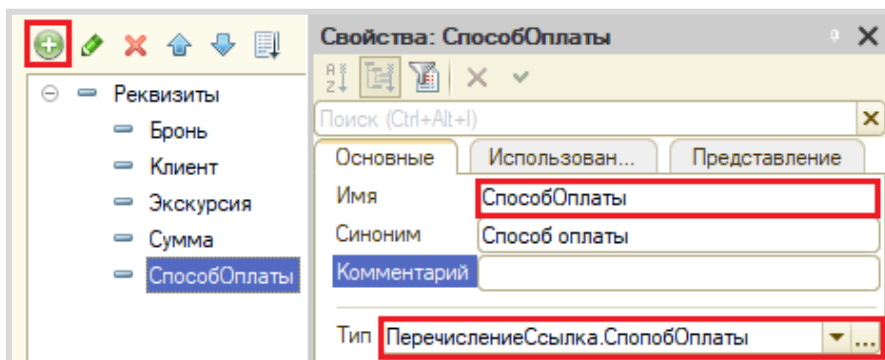 Свойства: СпособОплаты
Поиск (Ctrl+Alt+I)
Основные
Использован...
Представление
Имя
СпособОплаты
Синоним
Способ оплаты
Комментарий
Тип
ПеречислениеСсылка.СпопобОплаты
...
Реквизиты
Бронь
Клиент
Экскурсия
Сумма
СпособОплаты